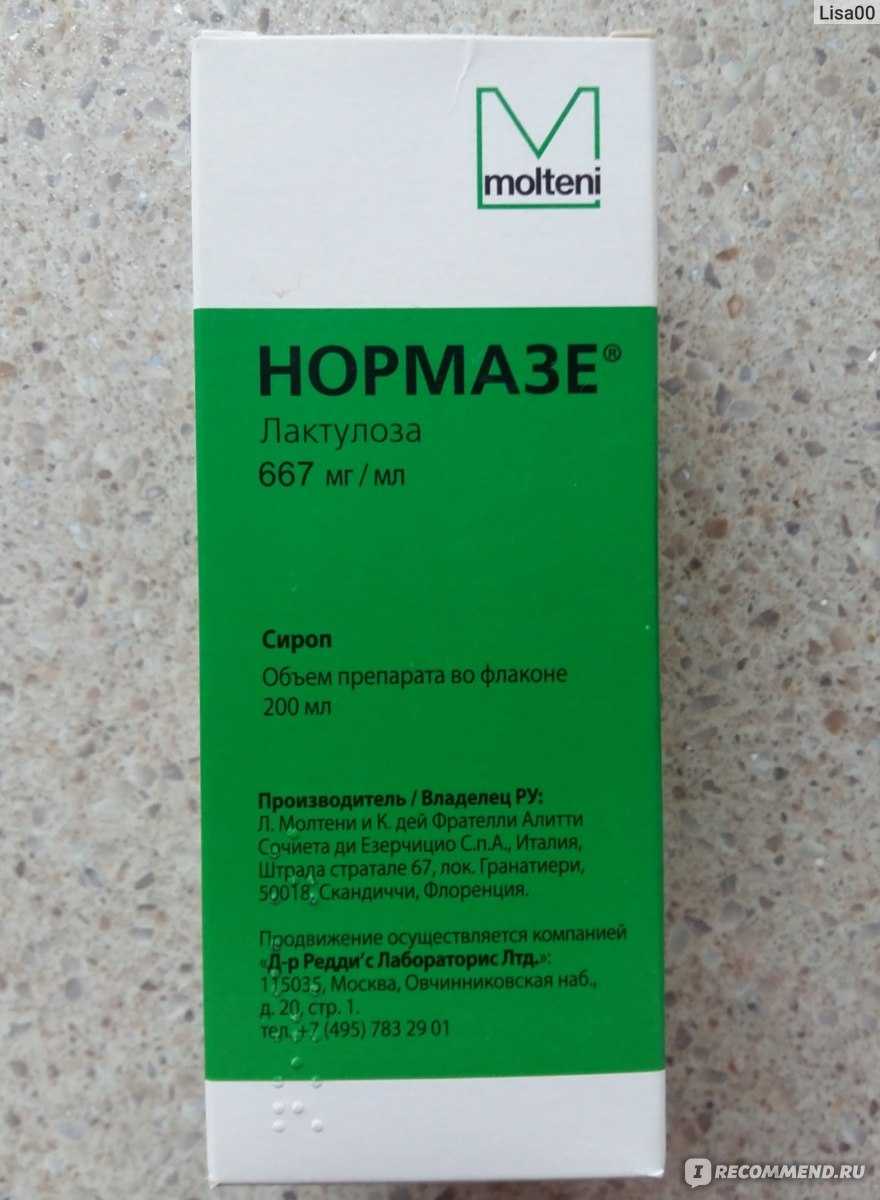 Lisa00
molteni
НОРМАЗЕ®
Лактулоза
667 мг / мл
Сироп
Объем препарата во флаконе
200 мл
Производитель / Владелец РУ:
Л. Молтени и К. дей Фрателли Алитти
Сочиета ди Езерчицио С.п.А., Италия,
Штрала стратале 67, лок. Гранатиери,
50018, Скандиччи, Флоренция.
Продвижение осуществляется компанией
«Д-р Редди’с Лабораторис Лтд.»:
115035, Москва, Овчинниковская наб.,
д. 20, стр. 1.
тел. +7 (495) 783 29 01
I RECOMMEND.RU